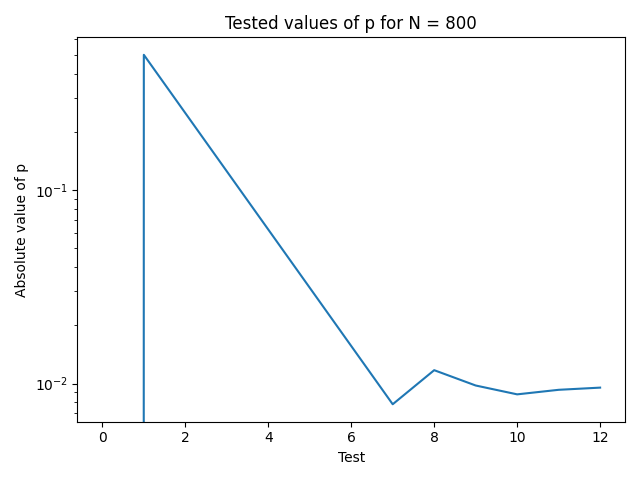 Tested values of p for N = 800
Absolute value of p
10⁻¹
10⁻²
0 2 4 6 8 10 12
Test